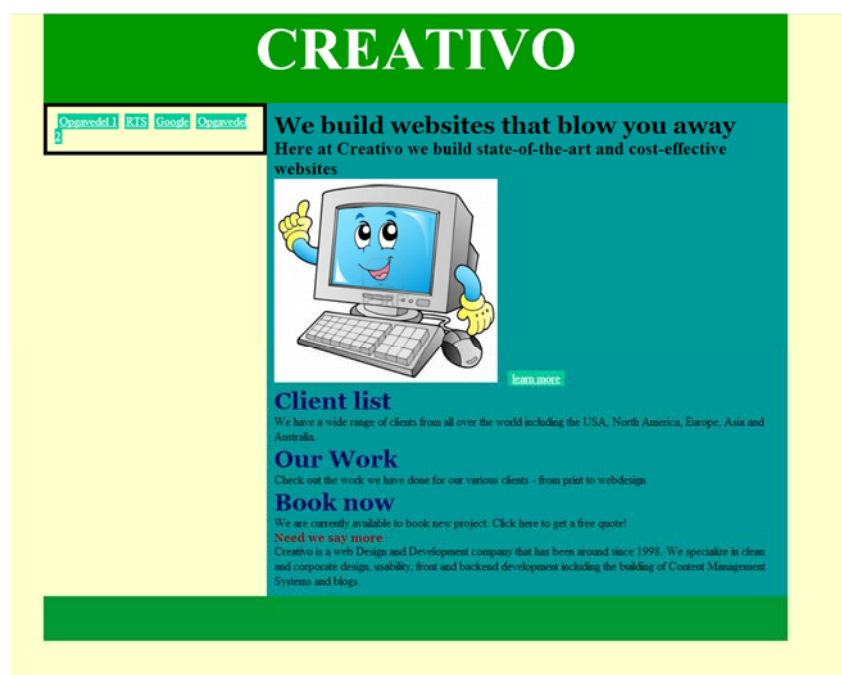 CREATIVO
Opgavedel 1 RTS Google Opgavedel
2
We build websites that blow you away
Here at Creativo we build state-of-the-art and cost-effective
websites
learn more
Client list
We have a wide range of clients from all over the world including the USA, North America, Europe, Asia and
Australia.
Our Work
Check out the work we have done for our various clients - from print to webdesign
Book now
We are currently available to book new project. Click here to get a free quote!
Need we say more
Creativo is a web Design and Development company that has been around since 1998. We specialize in clean
and corporate design, usability, front and backend development including the building of Content Management
Systems and blogs.